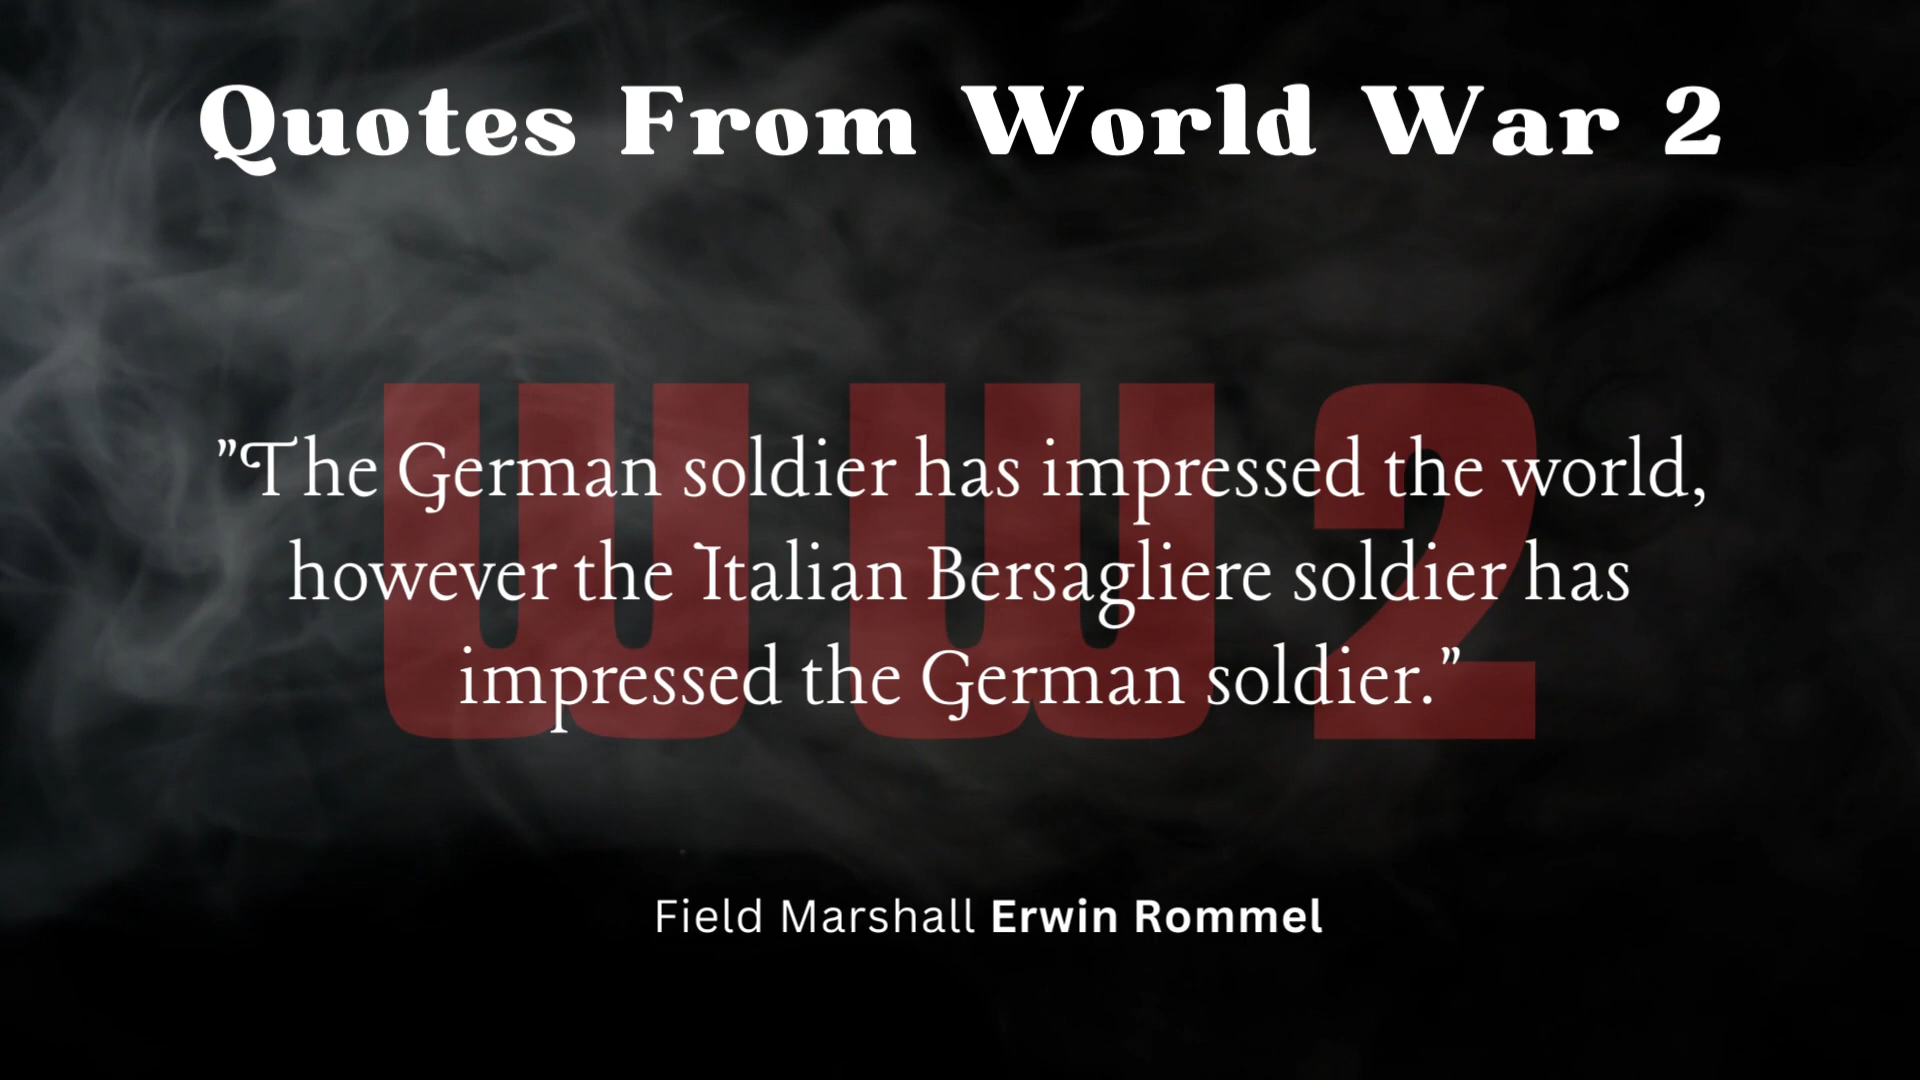 Quotes From World War 2
WW2
"The German soldier has impressed the world,
however the Italian Bersagliere soldier has
impressed the German soldier."
Field Marshall Erwin Rommel